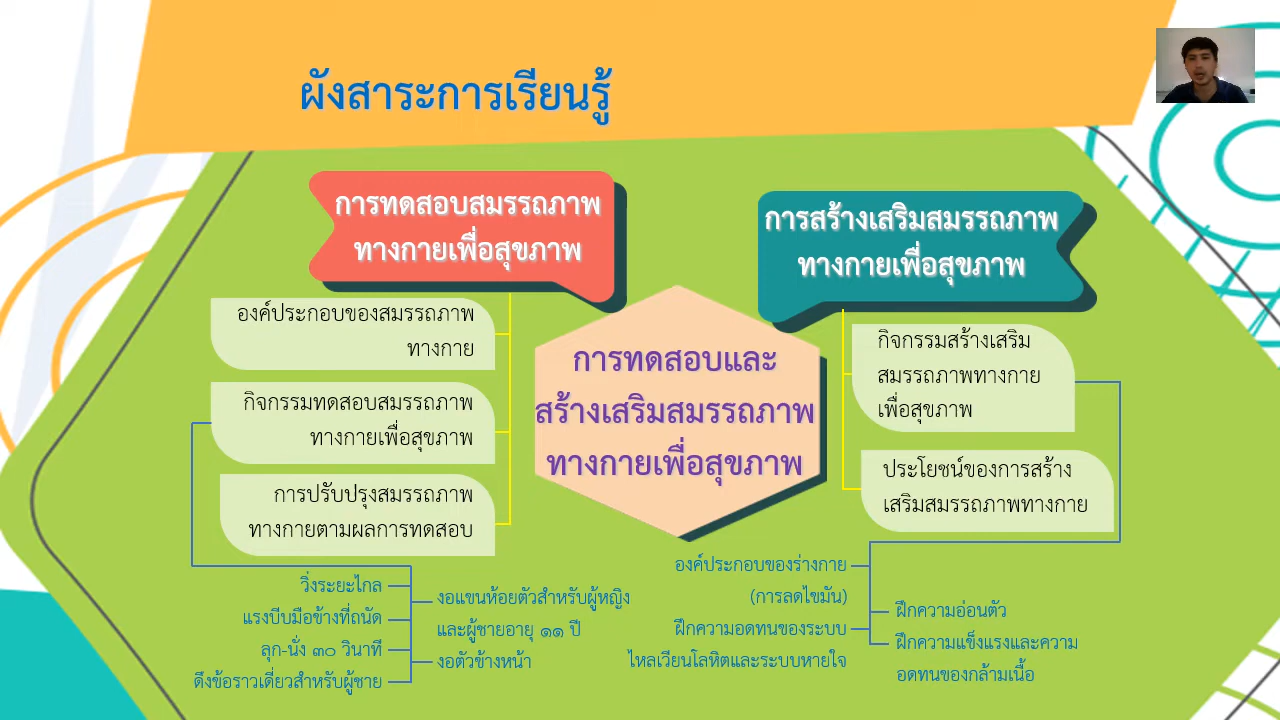 ผังสาระการเรียนรู้
การทดสอบสมรรถภาพ
ทางกายเพื่อสุขภาพ
องค์ประกอบของสมรรถภาพ
ทางกาย
กิจกรรมทดสอบสมรรถภาพ
ทางกายเพื่อสุขภาพ
การปรับปรุงสมรรถภาพ
ทางกายตามผลการทดสอบ
วิ่งระยะไกล
แรงบีบมือข้างที่ถนัด
ลุก-นั่ง ๓๐ วินาที
ดึงข้อราวเดี่ยวสำหรับผู้ชาย
งอแขนห้อยตัวสำหรับผู้หญิง
และผู้ชายอายุ ๑๑ ปี
งอตัวข้างหน้า
การทดสอบและ
สร้างเสริมสมรรถภาพ
ทางกายเพื่อสุขภาพ
การสร้างเสริมสมรรถภาพ
ทางกายเพื่อสุขภาพ
กิจกรรมสร้างเสริม
สมรรถภาพทางกาย
เพื่อสุขภาพ
ประโยชน์ของการสร้าง
เสริมสมรรถภาพทางกาย
องค์ประกอบของร่างกาย
(การลดไขมัน)
ฝึกความอดทนของระบบ
ไหลเวียนโลหิตและระบบหายใจ
ฝึกความอ่อนตัว
ฝึกความแข็งแรงและความ
อดทนของกล้ามเนื้อ